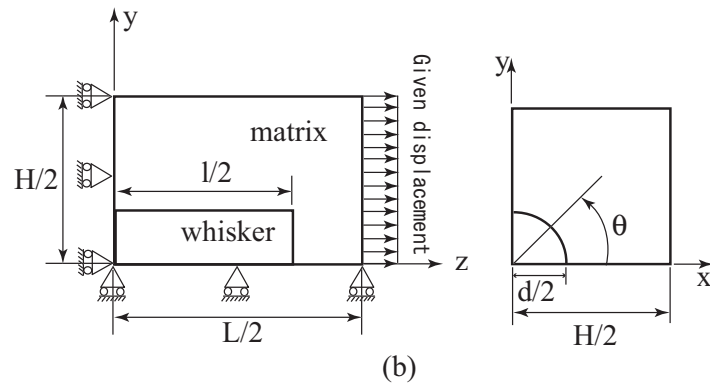 y
Given displacement
matrix
H/2
l/2
whisker
z
L/2
y
θ
x
d/2
H/2
(b)